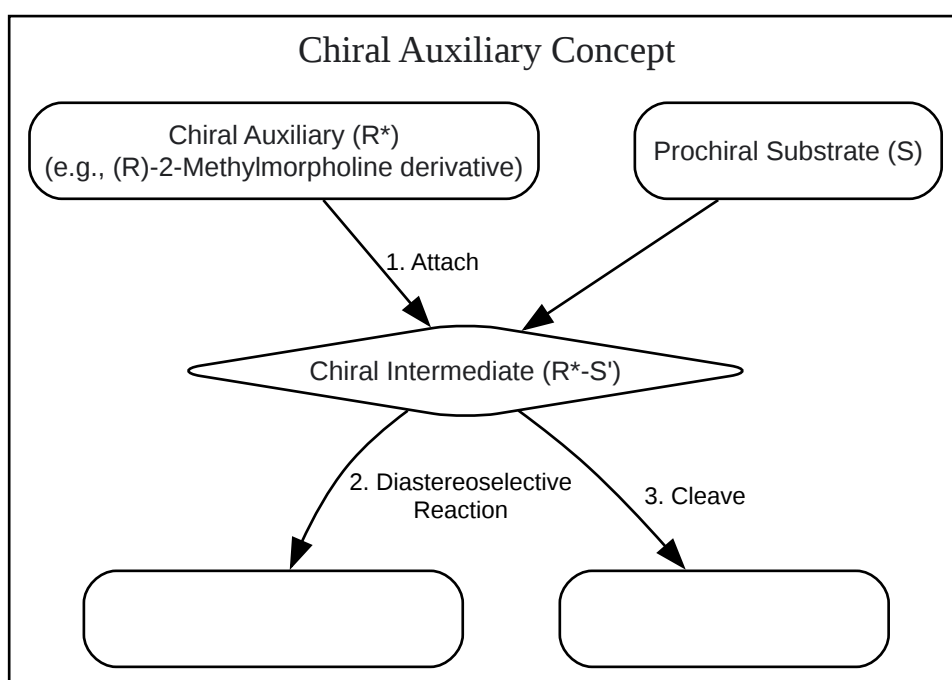 Chiral Auxiliary Concept
Chiral Auxiliary (R*)
(e.g., (R)-2-Methylmorpholine derivative)
Prochiral Substrate (S)
1. Attach
Chiral Intermediate (R*-S')
2. Diastereoselective
Reaction
3. Cleave